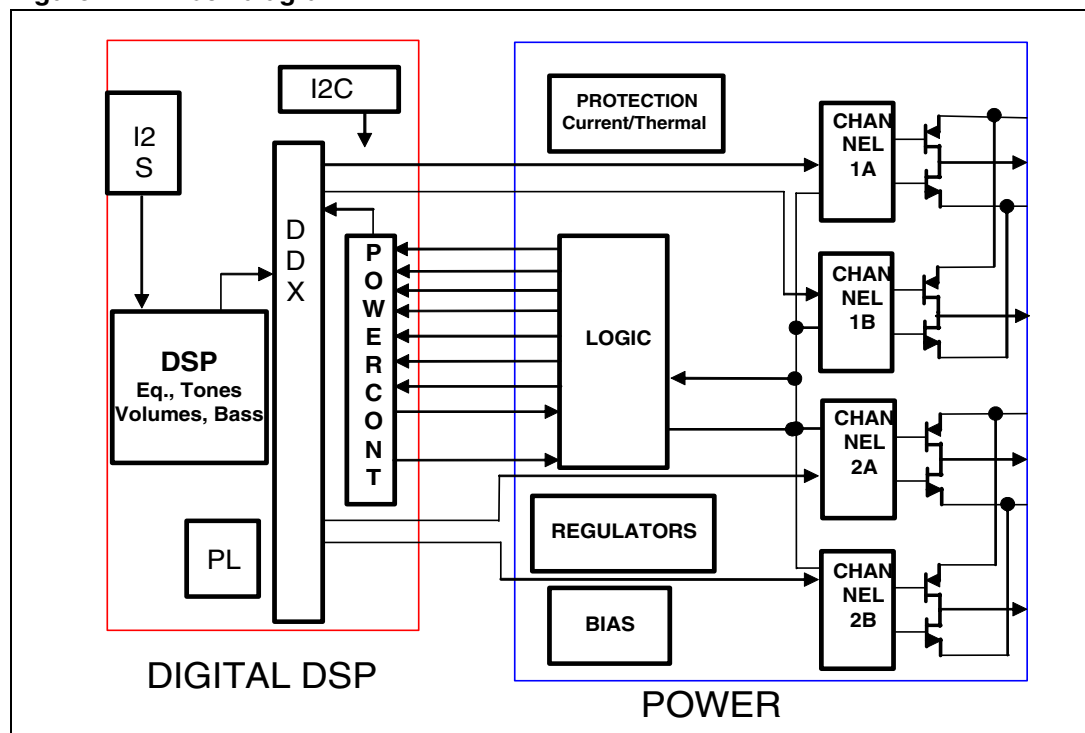 I2C
I2
S
PROTECTION
Current/Thermal
CHAN
NEL
1A
D
D
X
P
O
W
E
R
C
O
N
T
LOGIC
CHAN
NEL
1B
DSP
Eq., Tones
Volumes, Bass
CHAN
NEL
2A
REGULATORS
PL
CHAN
NEL
2B
BIAS
DIGITAL DSP
POWER